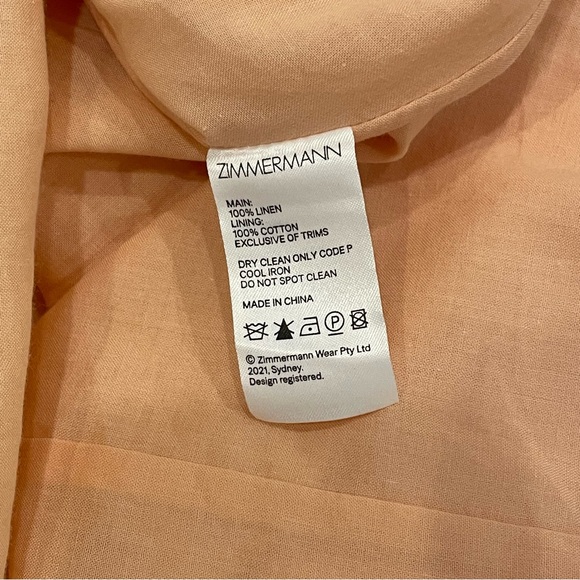 ZIMMERMANN
MAIN:
100% LINEN
LINING:
100% COTTON
EXCLUSIVE OF TRIMS
DRY CLEAN ONLY CODE P
COOL IRON
DO NOT SPOT CLEAN
MADE IN CHINA
P
© Zimmermann Wear Pty Ltd
2021, Sydney.
Design registered.